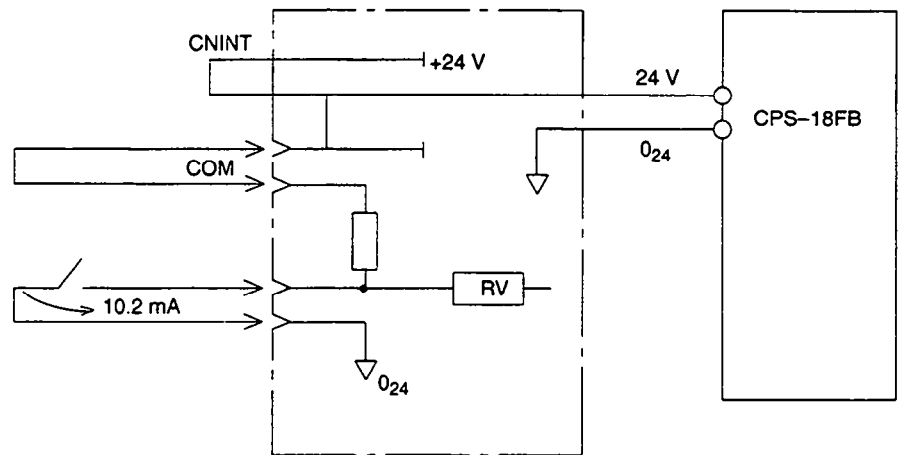 CNINT
+24 V
24 V
CPS-18FB
0₂₄
COM
RV
10.2 mA
0₂₄